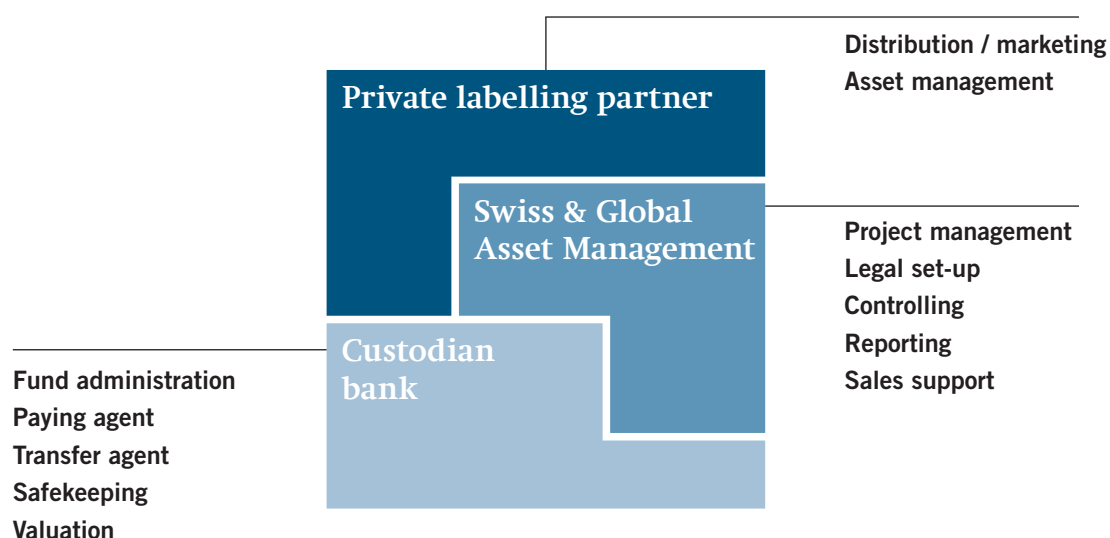 Distribution / marketing
Asset management
Private labelling partner
Swiss & Global
Asset Management
Project management
Legal set-up
Controlling
Reporting
Sales support
Custodian
bank
Fund administration
Paying agent
Transfer agent
Safekeeping
Valuation